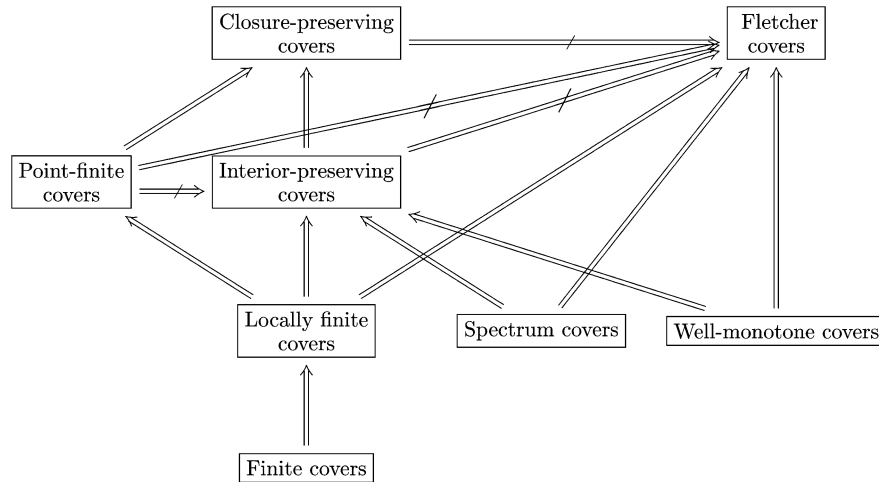 Closure-preserving
covers
Fletcher
covers
Point-finite
covers
Interior-preserving
covers
Locally finite
covers
Spectrum covers
Well-monotone covers
Finite covers